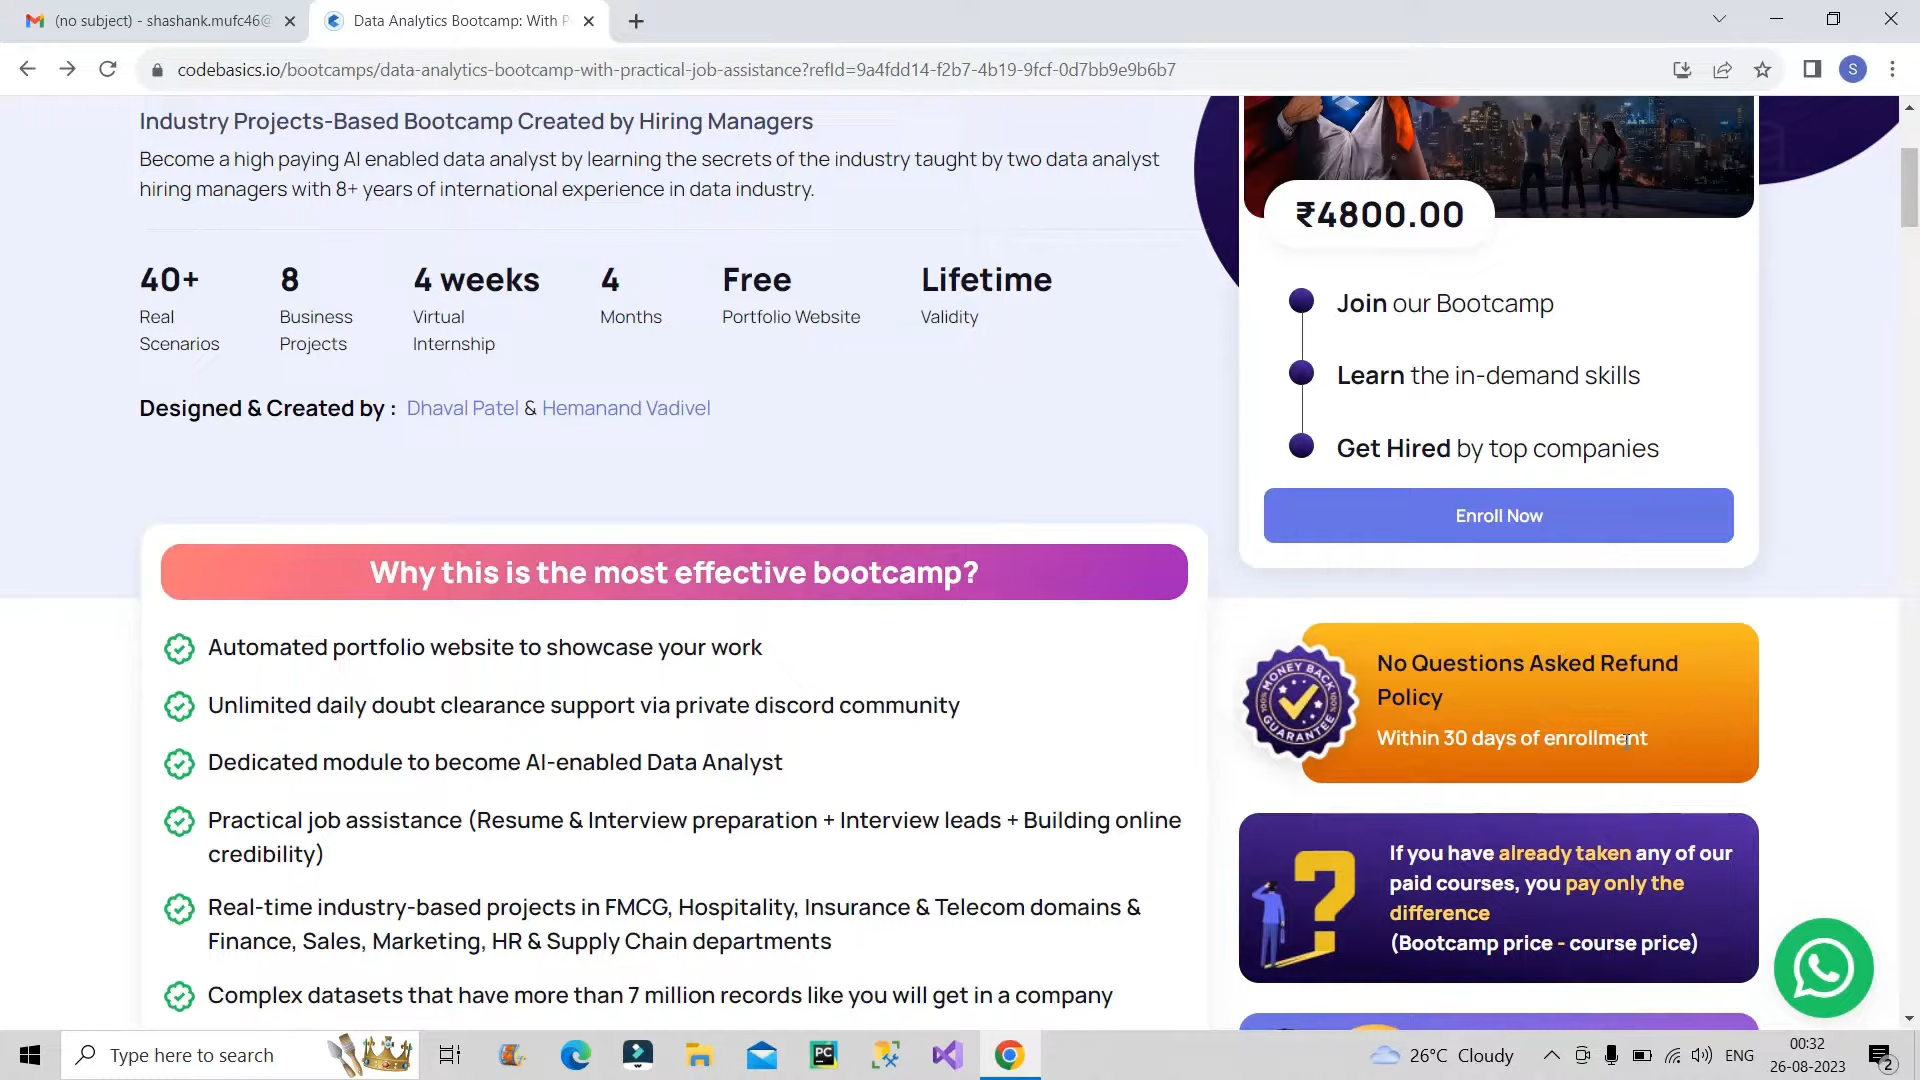 (no subject) - shashank.mufc46@
Data Analytics Bootcamp: With P
codebasics.io/bootcamps/data-analytics-bootcamp-with-practical-job-assistance?refId=9a4fdd14-f2b7-4b19-9fcf-0d7bb9e9b6b7
S
Industry Projects-Based Bootcamp Created by Hiring Managers
Become a high paying AI enabled data analyst by learning the secrets of the industry taught by two data analyst
hiring managers with 8+ years of international experience in data industry.
40+
Real
Scenarios
8
Business
Projects
4 weeks
Virtual
Internship
4
Months
Free
Portfolio Website
Lifetime
Validity
Designed & Created by : Dhaval Patel & Hemanand Vadivel
₹4800.00
Join our Bootcamp
Learn the in-demand skills
Get Hired by top companies
Enroll Now
Why this is the most effective bootcamp?
Automated portfolio website to showcase your work
Unlimited daily doubt clearance support via private discord community
Dedicated module to become AI-enabled Data Analyst
Practical job assistance (Resume & Interview preparation + Interview leads + Building online
credibility)
Real-time industry-based projects in FMCG, Hospitality, Insurance & Telecom domains &
Finance, Sales, Marketing, HR & Supply Chain departments
Complex datasets that have more than 7 million records like you will get in a company
MONEY BACK
100% 100%
GUARANTEE
No Questions Asked Refund
Policy
Within 30 days of enrollment
If you have already taken any of our
paid courses, you pay only the
difference
(Bootcamp price - course price)
Type here to search
PC
26°C Cloudy
ENG
00:32
26-08-2023
2